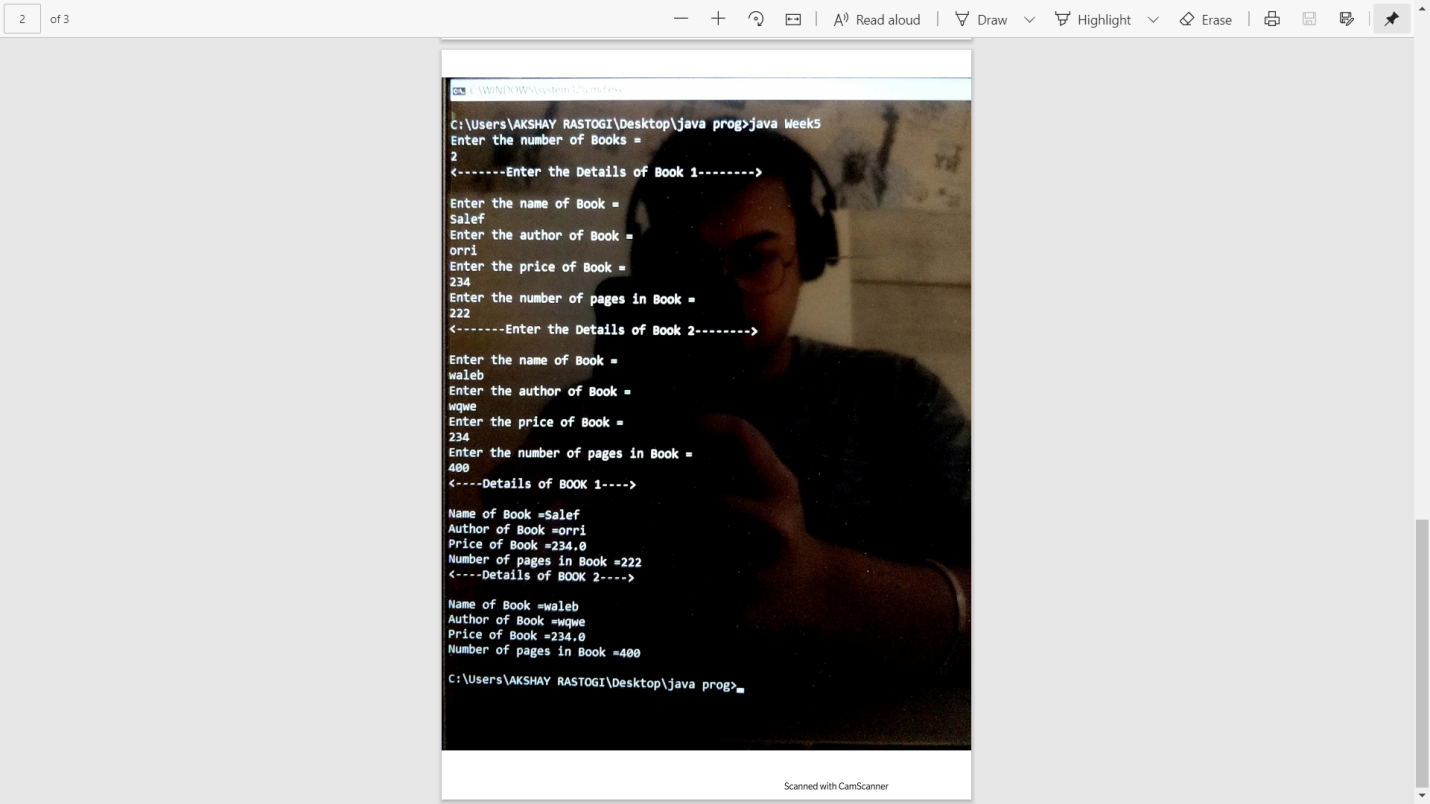 2 of 3 Read aloud Draw Highlight Erase
C:\Users\AKSHAY RASTOGI\Desktop\java prog>java Week5
Enter the number of Books =
2
<-------Enter the Details of Book 1-------->
Enter the name of Book =
Salef
Enter the author of Book =
orri
Enter the price of Book =
234
Enter the number of pages in Book =
222
<-------Enter the Details of Book 2-------->
Enter the name of Book =
waleb
Enter the author of Book =
wqwe
Enter the price of Book =
234
Enter the number of pages in Book =
400
<----Details of BOOK 1---->
Name of Book =Salef
Author of Book =orri
Price of Book =234.0
Number of pages in Book =222
<----Details of BOOK 2---->
Name of Book =waleb
Author of Book =wqwe
Price of Book =234.0
Number of pages in Book =400
C:\Users\AKSHAY RASTOGI\Desktop\java prog>
Scanned with CamScanner